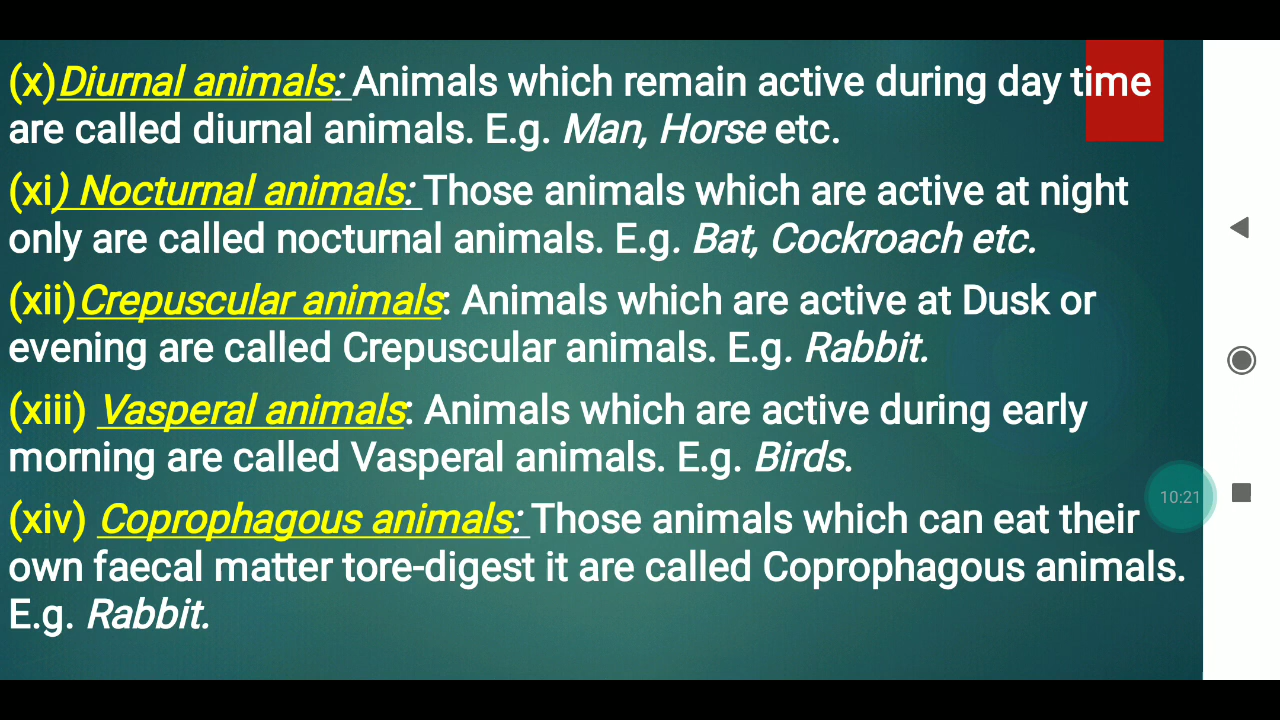 (x)Diurnal animals: Animals which remain active during day time
are called diurnal animals. E.g. Man, Horse etc.
(xi) Nocturnal animals: Those animals which are active at night
only are called nocturnal animals. E.g. Bat, Cockroach etc.
(xii)Crepuscular animals: Animals which are active at Dusk or
evening are called Crepuscular animals. E.g. Rabbit.
(xiii) Vasperal animals: Animals which are active during early
morning are called Vasperal animals. E.g. Birds.
(xiv) Coprophagous animals: Those animals which can eat their
own faecal matter tore-digest it are called Coprophagous animals.
E.g. Rabbit.
10:21